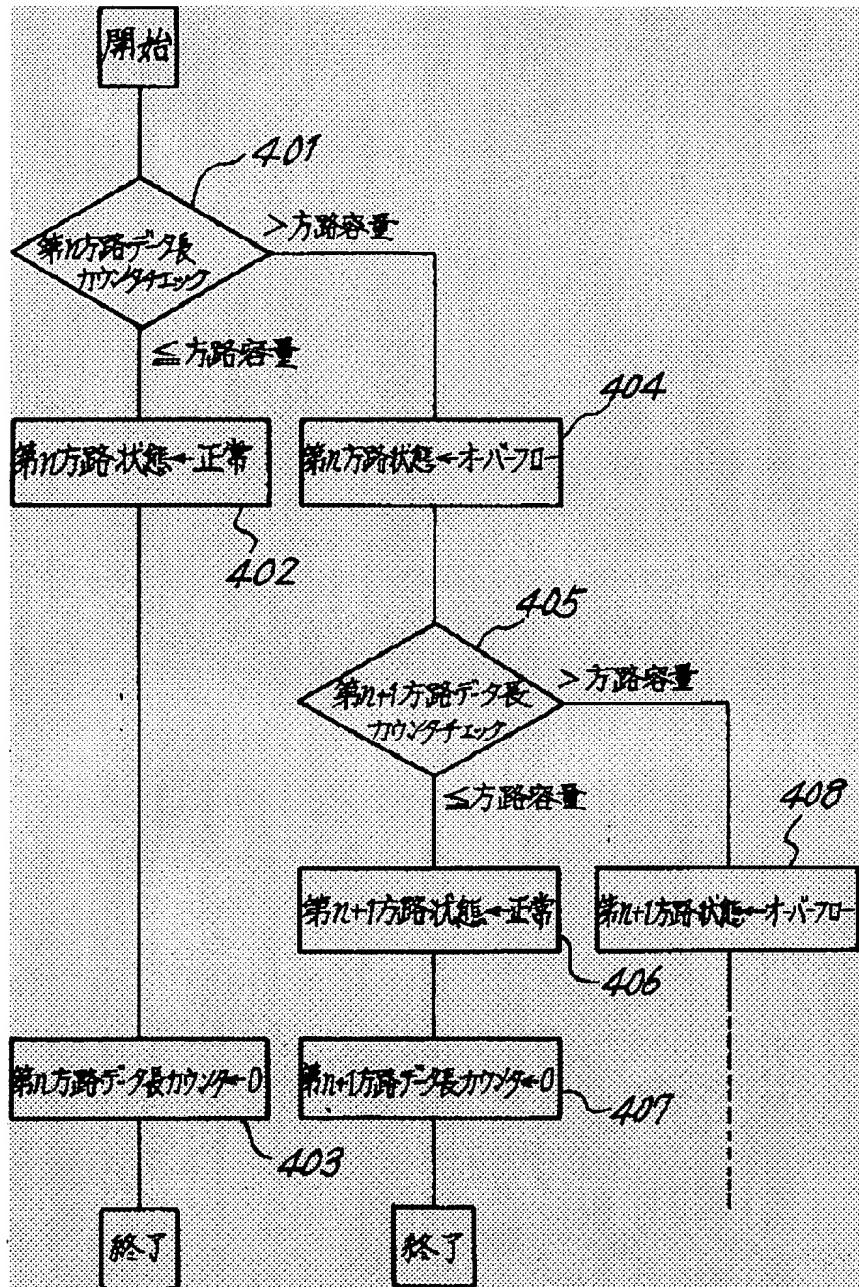 開始
401
第n方路データ長
カウンタチェック
>方路容量
≦方路容量
404
第n方路状態←正常
第n方路状態←オーバーフロー
402
405
第n+1方路データ長
カウンタチェック
>方路容量
≦方路容量
408
第n+1方路状態←正常
第n+1方路状態←オーバーフロー
406
第n方路データ長カウンタ←0
第n+1方路データ長カウンタ←0
403
407
終了
終了